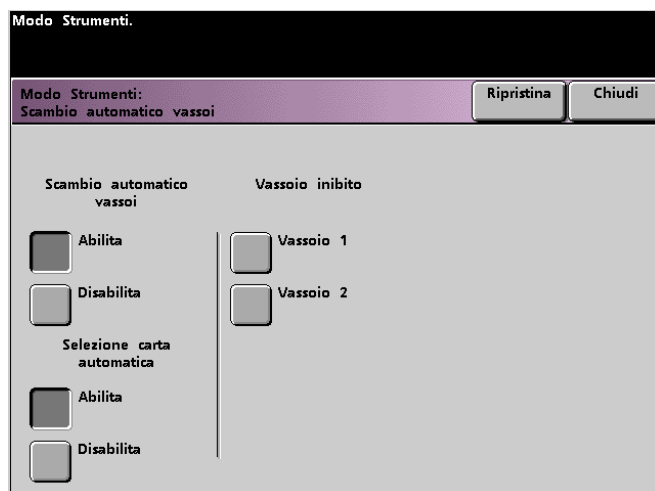 Modo Strumenti.
Modo Strumenti:
Scambio automatico vassoi
Ripristina
Chiudi
Scambio automatico
vassoi
Abilita
Disabilita
Selezione carta
automatica
Abilita
Disabilita
Vassoio inibito
Vassoio 1
Vassoio 2